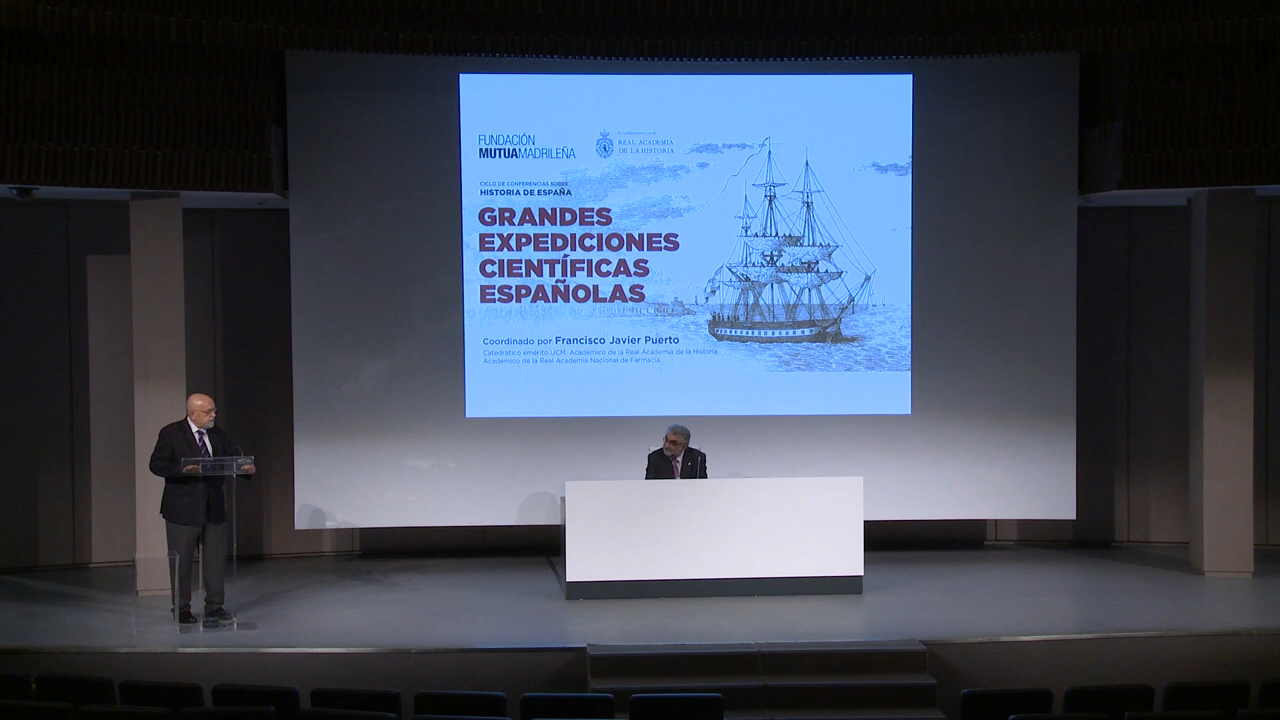 FUNDACIÓN
MUTUAMADRILEÑA
REAL ACADEMIA
DE LA HISTORIA
CICLO DE CONFERENCIAS SOBRE
HISTORIA DE ESPAÑA
GRANDES
EXPEDICIONES
CIENTÍFICAS
ESPAÑOLAS
Coordinado por Francisco Javier Puerto
Catedrático emérito UCM. Académico de la Real Academia de la Historia
Académico de la Real Academia Nacional de Farmacia.